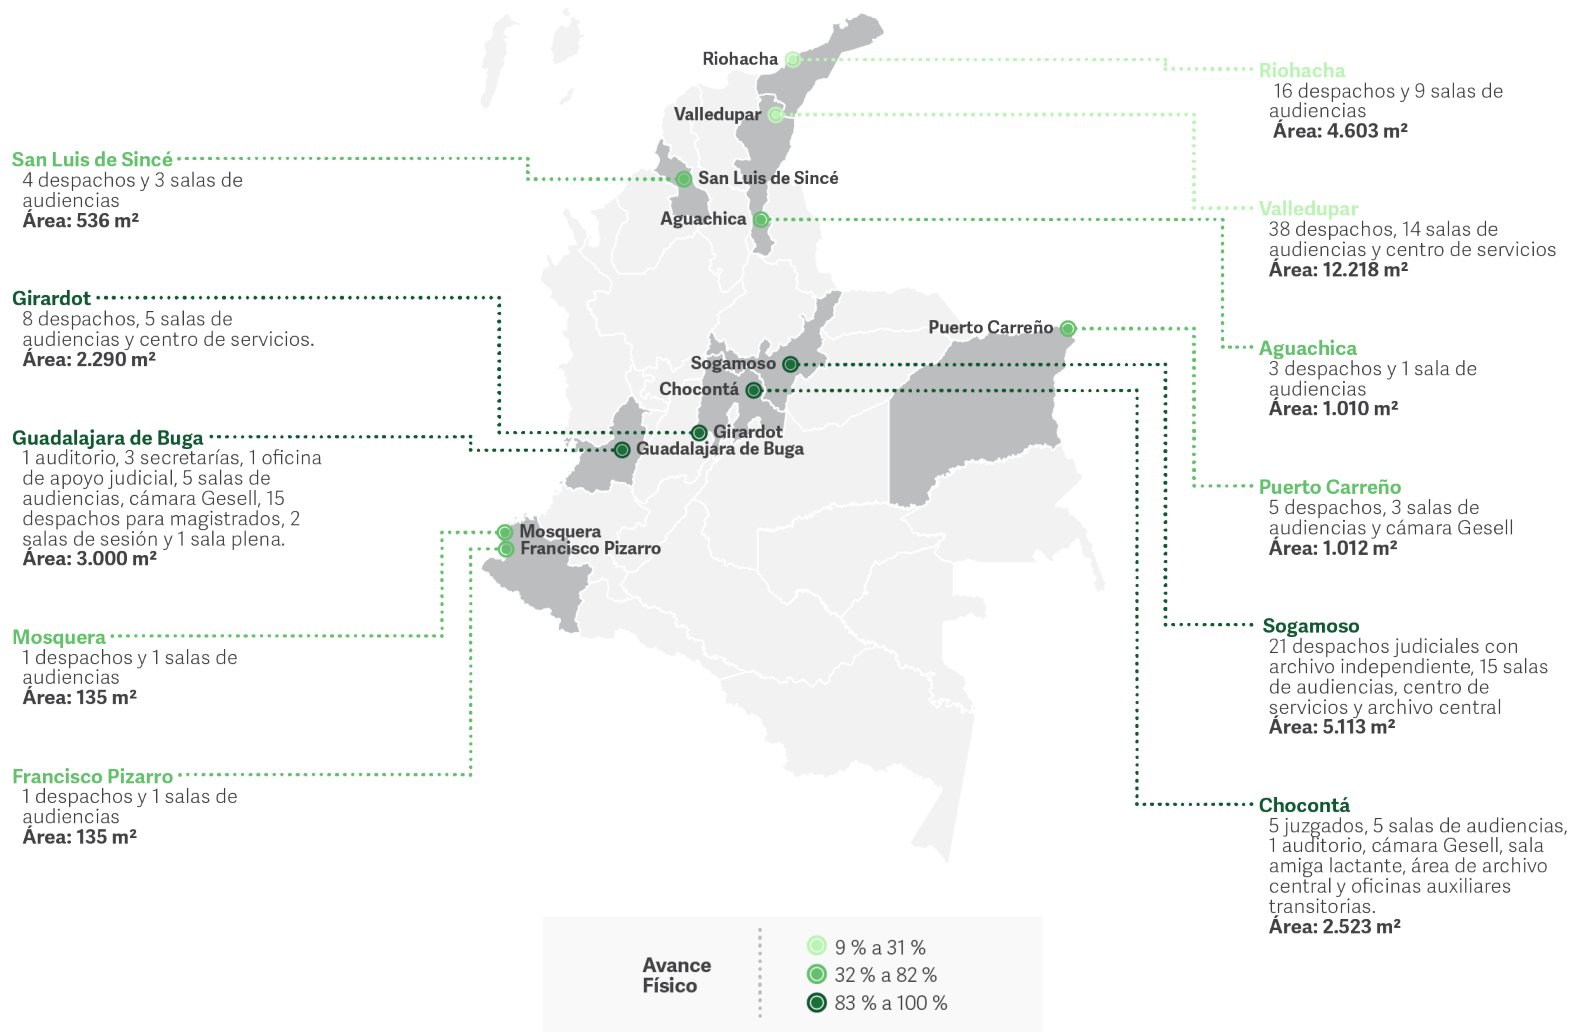 Riohacha
Valledupar
San Luis de Sincé
Aguachica
Puerto Carreño
Sogamoso
Chocontá
Girardot
Guadalajara de Buga
Mosquera
Francisco Pizarro
San Luis de Sincé
4 despachos y 3 salas de
audiencias
Área: 536 m²
Girardot
8 despachos, 5 salas de
audiencias y centro de servicios.
Área: 2.290 m²
Guadalajara de Buga
1 auditorio, 3 secretarías, 1 oficina
de apoyo judicial, 5 salas de
audiencias, cámara Gesell, 15
despachos para magistrados, 2
salas de sesión y 1 sala plena.
Área: 3.000 m²
Mosquera
1 despachos y 1 salas de
audiencias
Área: 135 m²
Francisco Pizarro
1 despachos y 1 salas de
audiencias
Área: 135 m²
Riohacha
16 despachos y 9 salas de
audiencias
Área: 4.603 m²
Valledupar
38 despachos, 14 salas de
audiencias y centro de servicios
Área: 12.218 m²
Aguachica
3 despachos y 1 sala de
audiencias
Área: 1.010 m²
Puerto Carreño
5 despachos, 3 salas de
audiencias y cámara Gesell
Área: 1.012 m²
Sogamoso
21 despachos judiciales con
archivo independiente, 15 salas
de audiencias, centro de
servicios y archivo central
Área: 5.113 m²
Chocontá
5 juzgados, 5 salas de audiencias,
1 auditorio, cámara Gesell, sala
amiga lactante, área de archivo
central y oficinas auxiliares
transitorias.
Área: 2.523 m²
Avance
Físico
9 % a 31 %
32 % a 82 %
83 % a 100 %